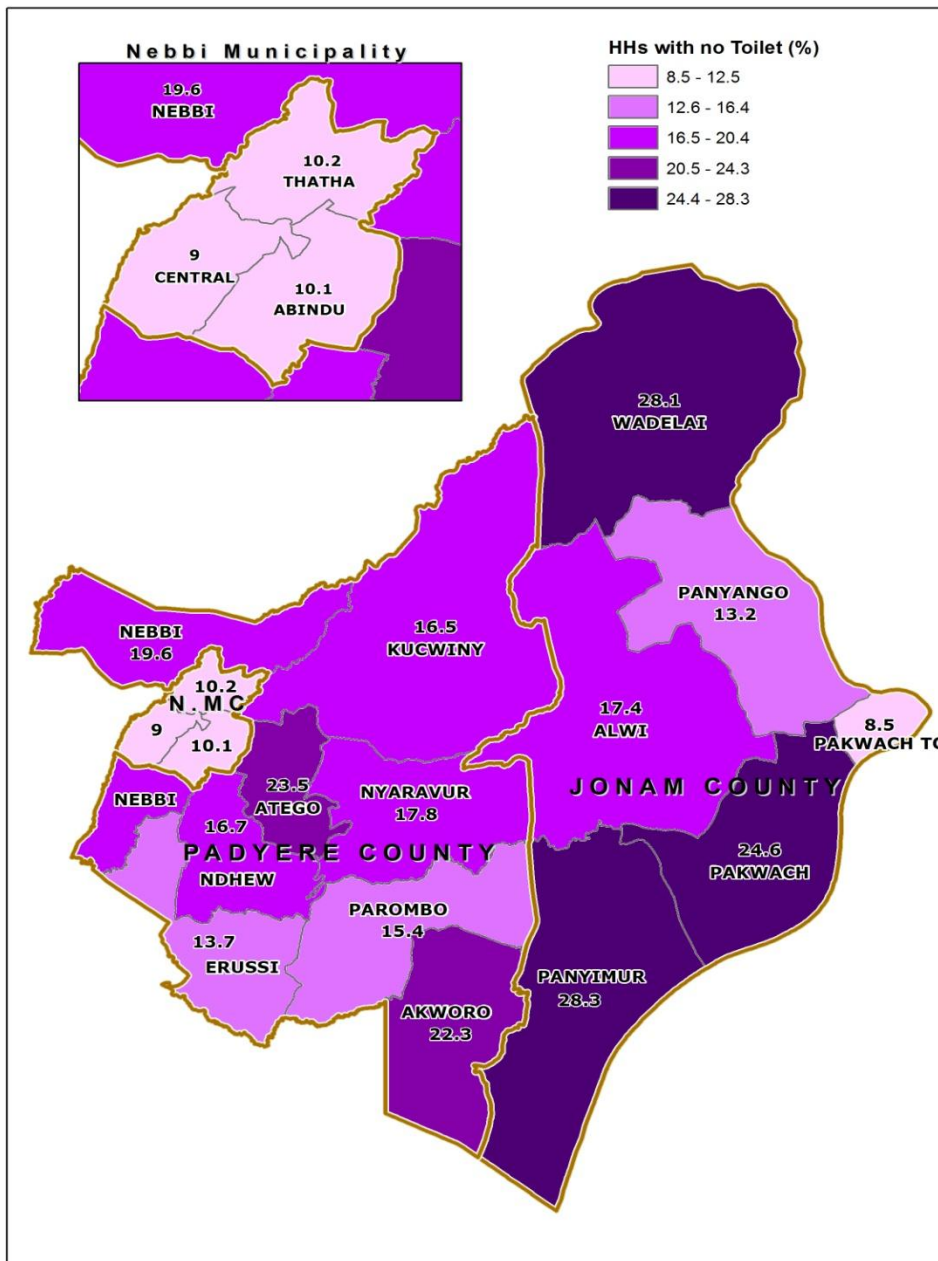 Nebbi Municipality
19.6
NEBBI
10.2
THATHA
9
CENTRAL
10.1
ABINDU
HHs with no Toilet (%)
8.5 - 12.5
12.6 - 16.4
16.5 - 20.4
20.5 - 24.3
24.4 - 28.3
28.1
WADELAI
PANYANGO
13.2
16.5
KUCWINY
NEBBI
19.6
10.2
N.MC
9
10.1
17.4
ALWI
8.5
PAKWACH TC
JONAM COUNTY
NEBBI
23.5
ATEGO
NYARAVUR
17.8
16.7
PADYERE COUNTY
NDHEW
24.6
PAKWACH
PAROMBO
15.4
13.7
ERUSSI
PANYIMUR
28.3
AKWORO
22.3